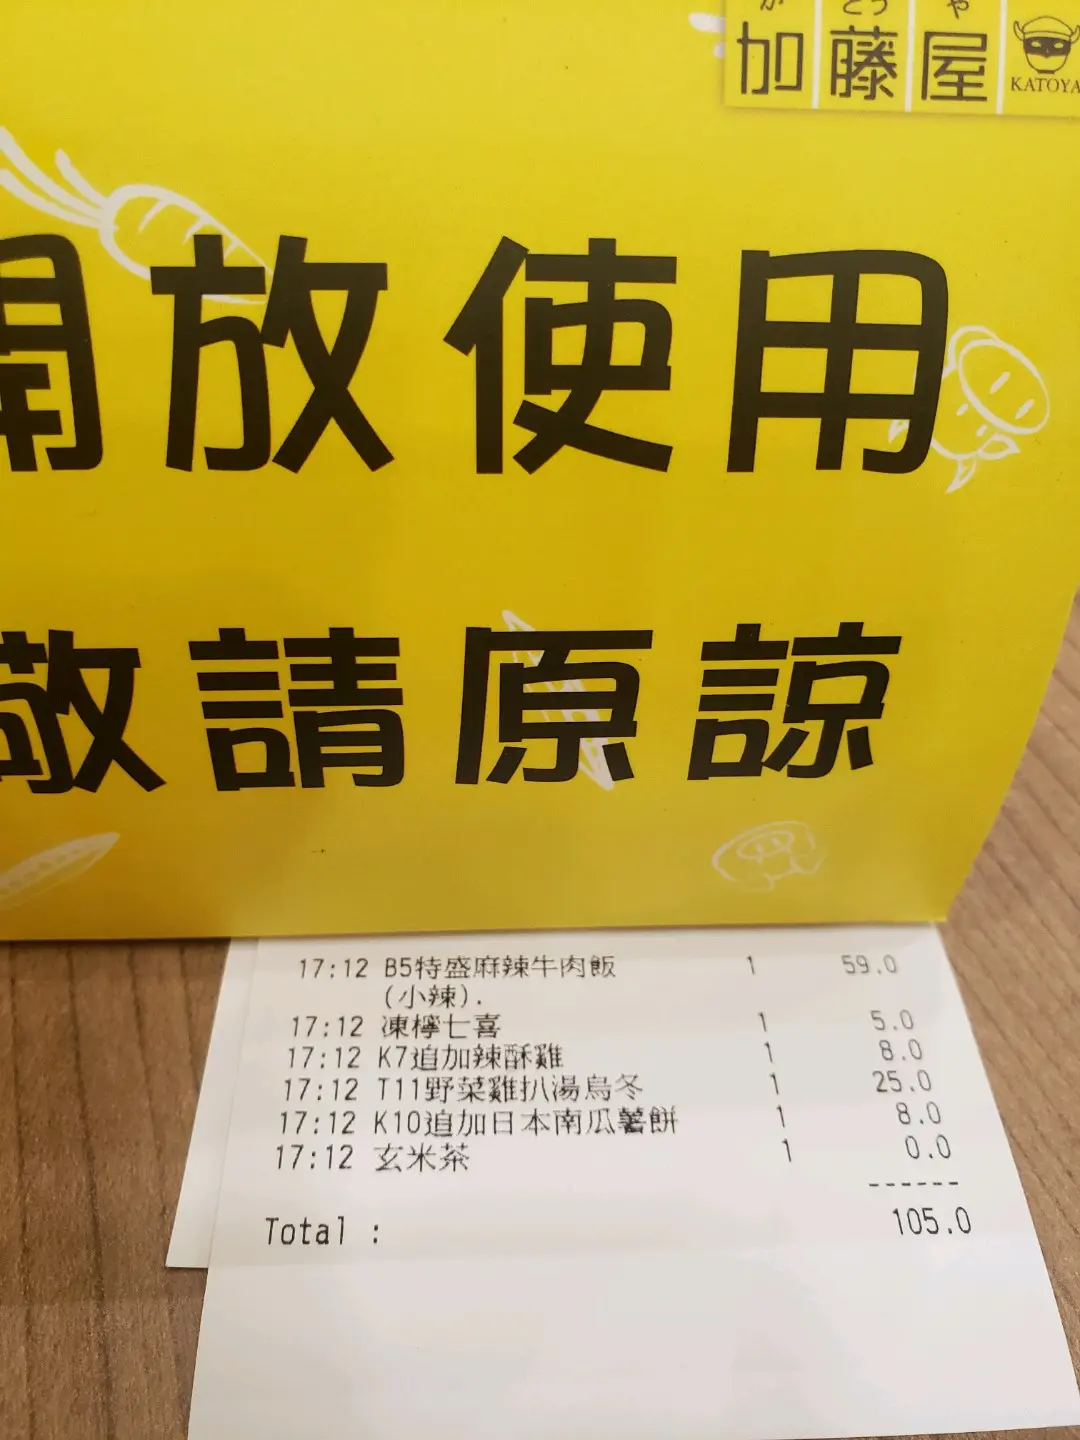 かとうや
加藤屋
KATOYA
開放使用
敬請原諒
17:12 B5特盛麻辣牛肉飯 1 59.0
(小辣).
17:12 凍檸七喜 1 5.0
17:12 K7追加辣酥雞 1 8.0
17:12 T11野菜雞扒湯烏冬 1 25.0
17:12 K10追加日本南瓜薯餅 1 8.0
17:12 玄米茶 1 0.0
------
Total : 105.0